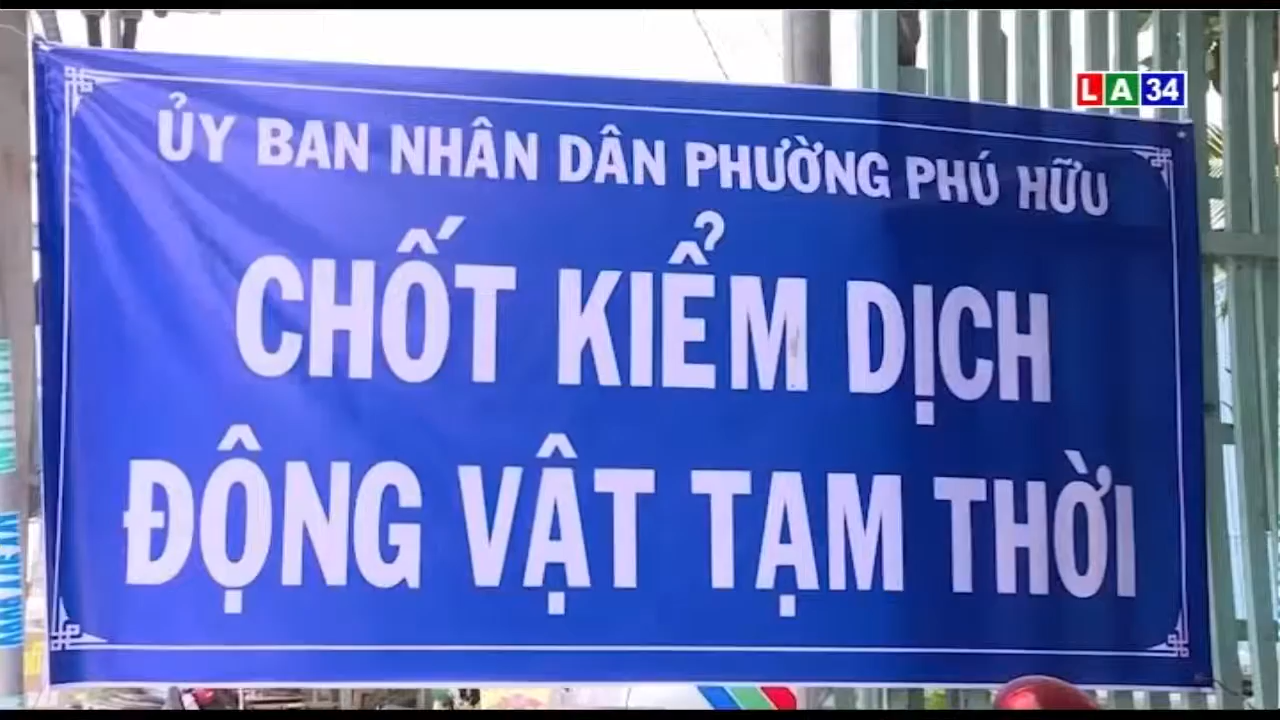 LA34
ỦY BAN NHÂN DÂN PHƯỜNG PHÚ HỮU
CHỐT KIỂM DỊCH
ĐỘNG VẬT TẠM THỜI